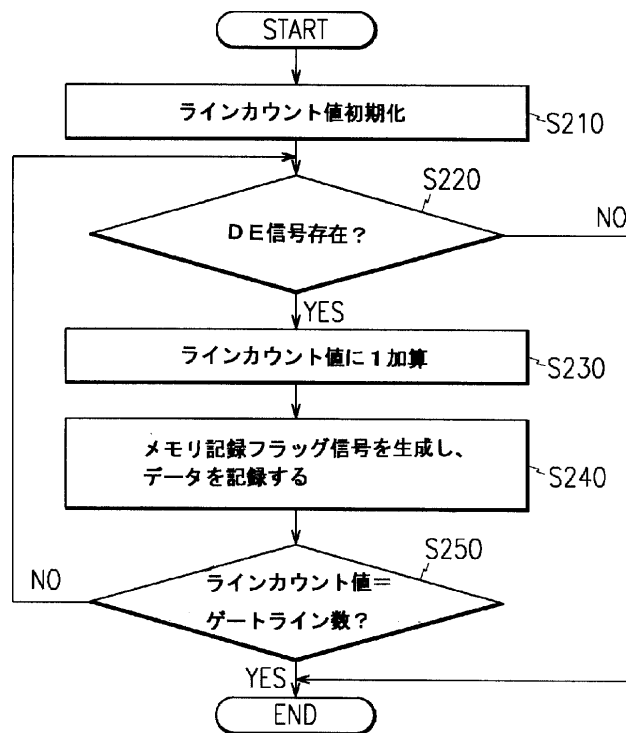 START
ラインカウント値初期化
S210
S220
DE信号存在？
NO
YES
ラインカウント値に１加算
S230
メモリ記録フラッグ信号を生成し、
データを記録する
S240
S250
NO
ラインカウント値＝
ゲートライン数？
YES
END